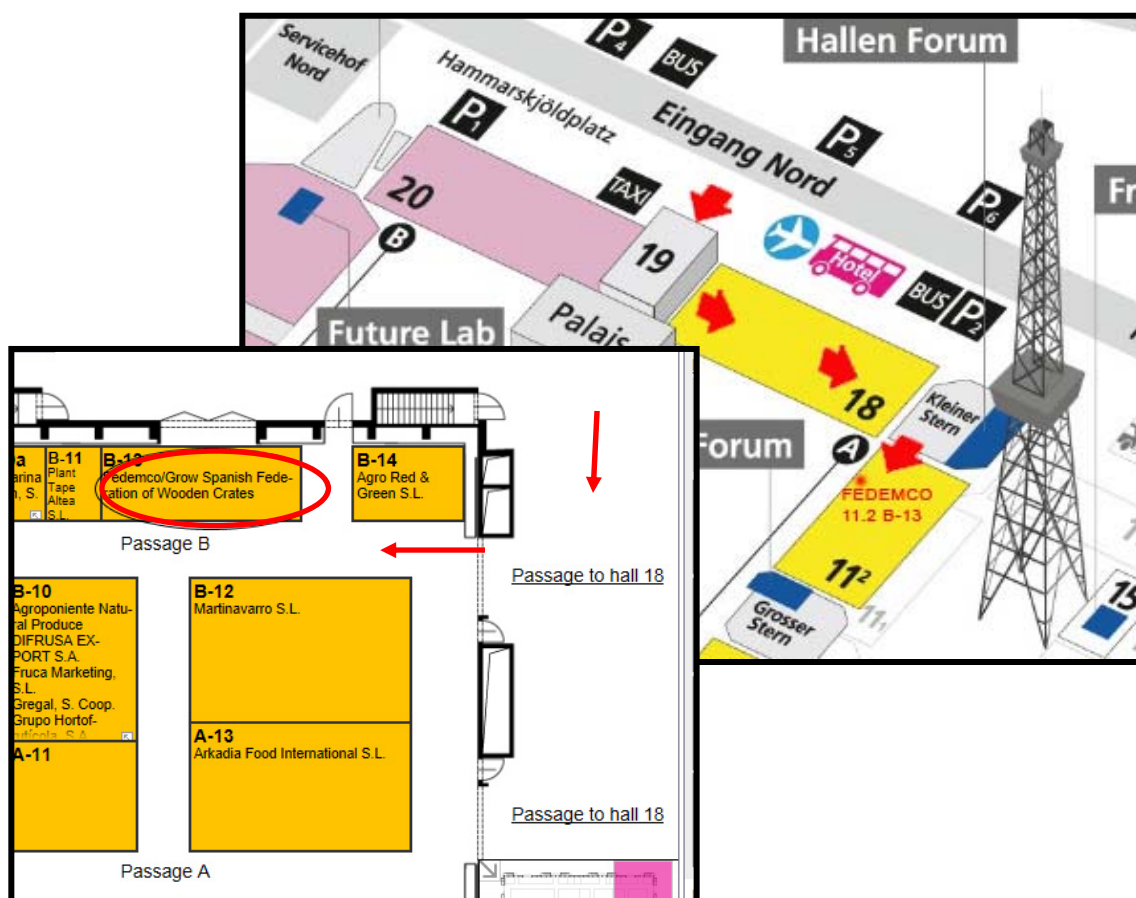 Servicehof
Nord
P4
BUS
Hallen Forum
Hammarskjöldplatz
P1
Eingang Nord
P5
20
TAXI
P6
Fr
B
19
Hotel
BUS P2
Future Lab
Palais
18
Kleiner
Stern
Forum
A
FEDEMCO
11.2 B-13
11²
11₁
Grosser
Stern
15
B-11
Plant
Tape
Altea
S.L.
B-13
Fedemco/Grow Spanish Fede-
ration of Wooden Crates
B-14
Agro Red &
Green S.L.
Passage B
Passage to hall 18
B-10
Agroponiente Natu-
ral Produce
DIFRUSA EX-
PORT S.A.
Fruca Marketing,
S.L.
Gregal, S. Coop.
Grupo Hortof-
B-12
Martinavarro S.L.
A-13
Arkadia Food International S.L.
A-11
Passage to hall 18
Passage A